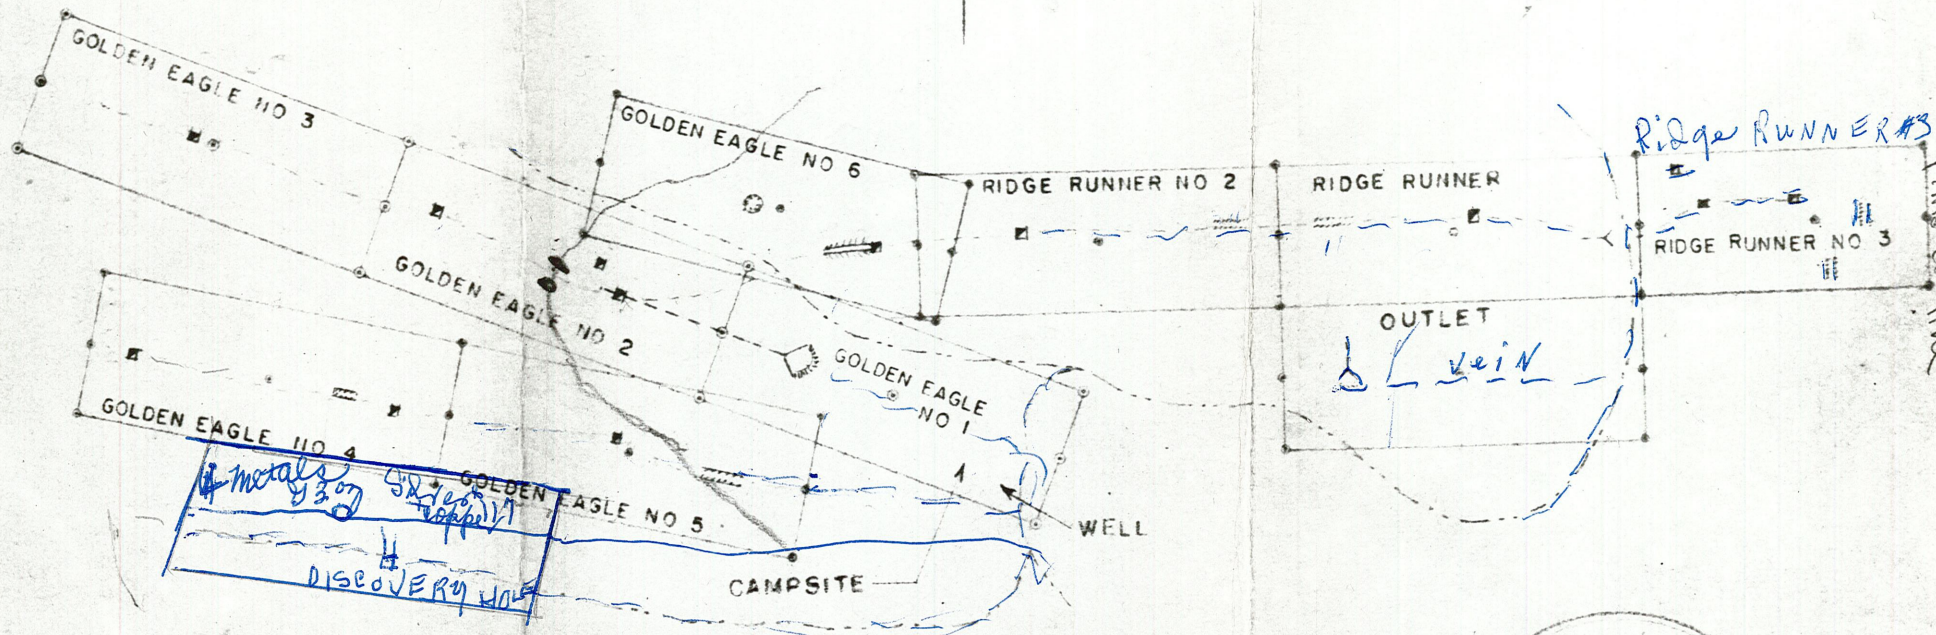 GOLDEN EAGLE NO 3
GOLDEN EAGLE NO 6
Ridge RUNNER #3
RIDGE RUNNER NO 2
RIDGE RUNNER
RIDGE RUNNER NO 3
GOLDEN EAGLE NO 2
OUTLET
vein
GOLDEN EAGLE
NO 1
GOLDEN EAGLE NO 4
Metals
GOLDEN EAGLE NO 5
WELL
DISCOVERY HOLE
CAMPSITE